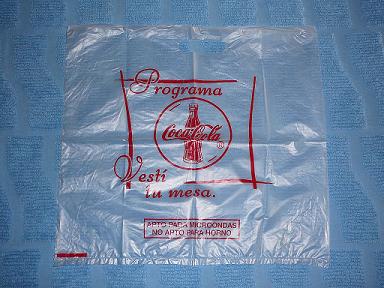 Programa
Coca-Cola
®
Vestí
tu mesa.
APTO PARA MICROONDAS
NO APTO PARA HORNO